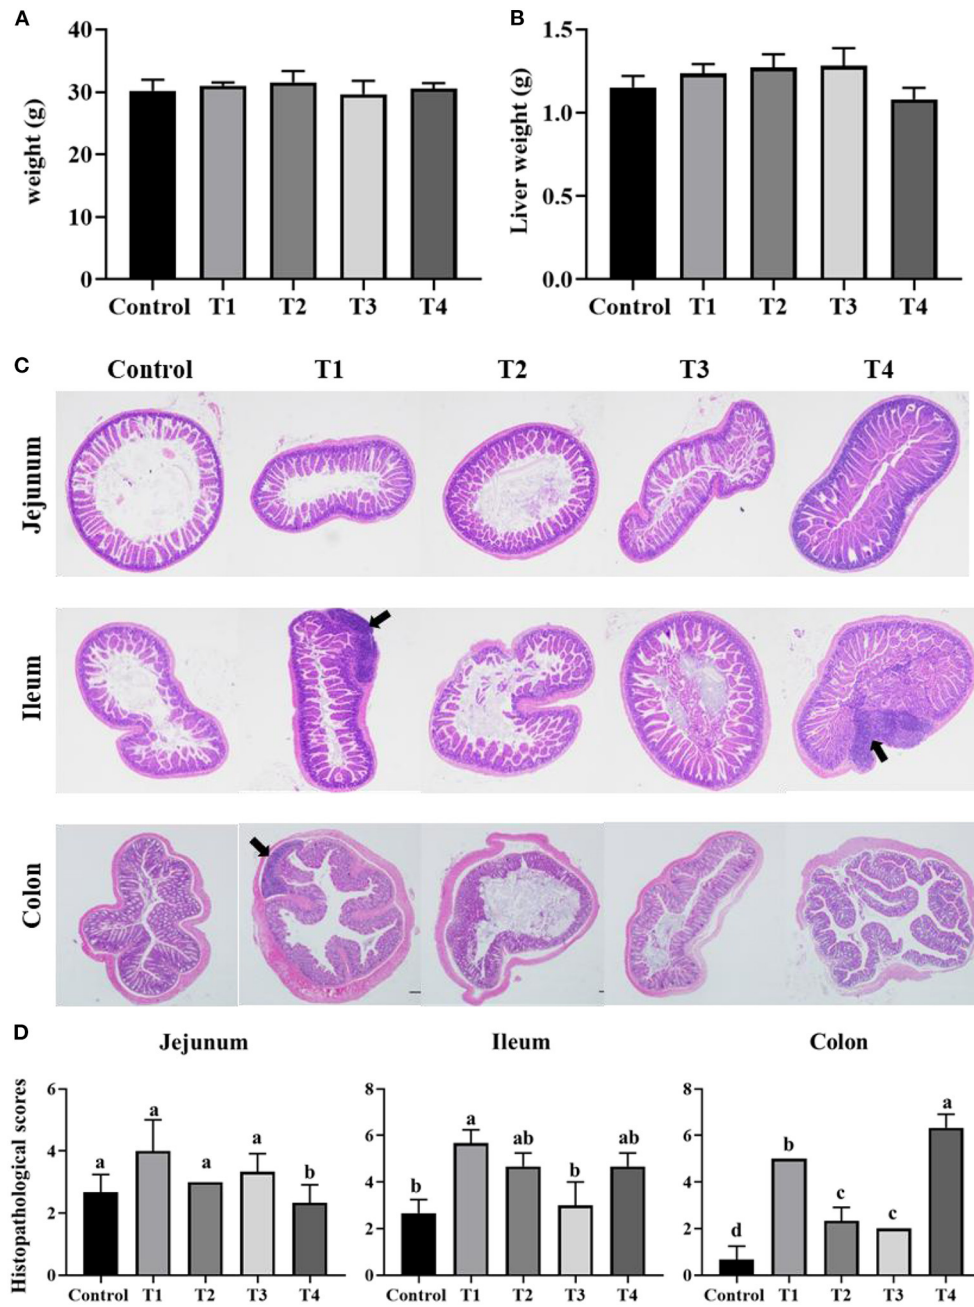 A
weight (g)
40
30
20
10
0
Control T1 T2 T3 T4
B
Liver weight (g)
1.5
1.0
0.5
0.0
Control T1 T2 T3 T4
C
Control T1 T2 T3 T4
Jejunum
Ileum
Colon
D
Histopathological scores
Jejunum
6
4
2
0
a a a a b
Control T1 T2 T3 T4
Ileum
8
6
4
2
0
b a ab b ab
Control T1 T2 T3 T4
Colon
8
6
4
2
0
d b c c a
Control T1 T2 T3 T4